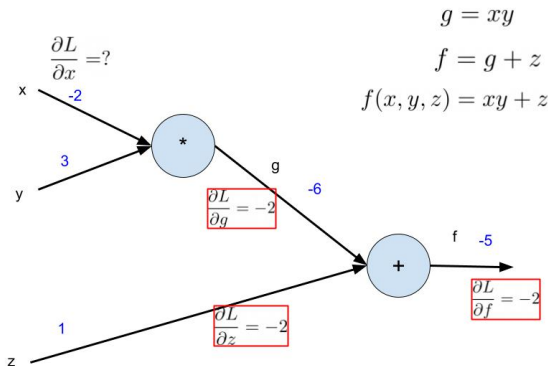 g = xy
∂L/∂x =?
f = g + z
x
-2
f(x, y, z) = xy + z
*
3
g
y
-6
∂L/∂g = −2
f
-5
+
∂L/∂f = −2
1
∂L/∂z = −2
z